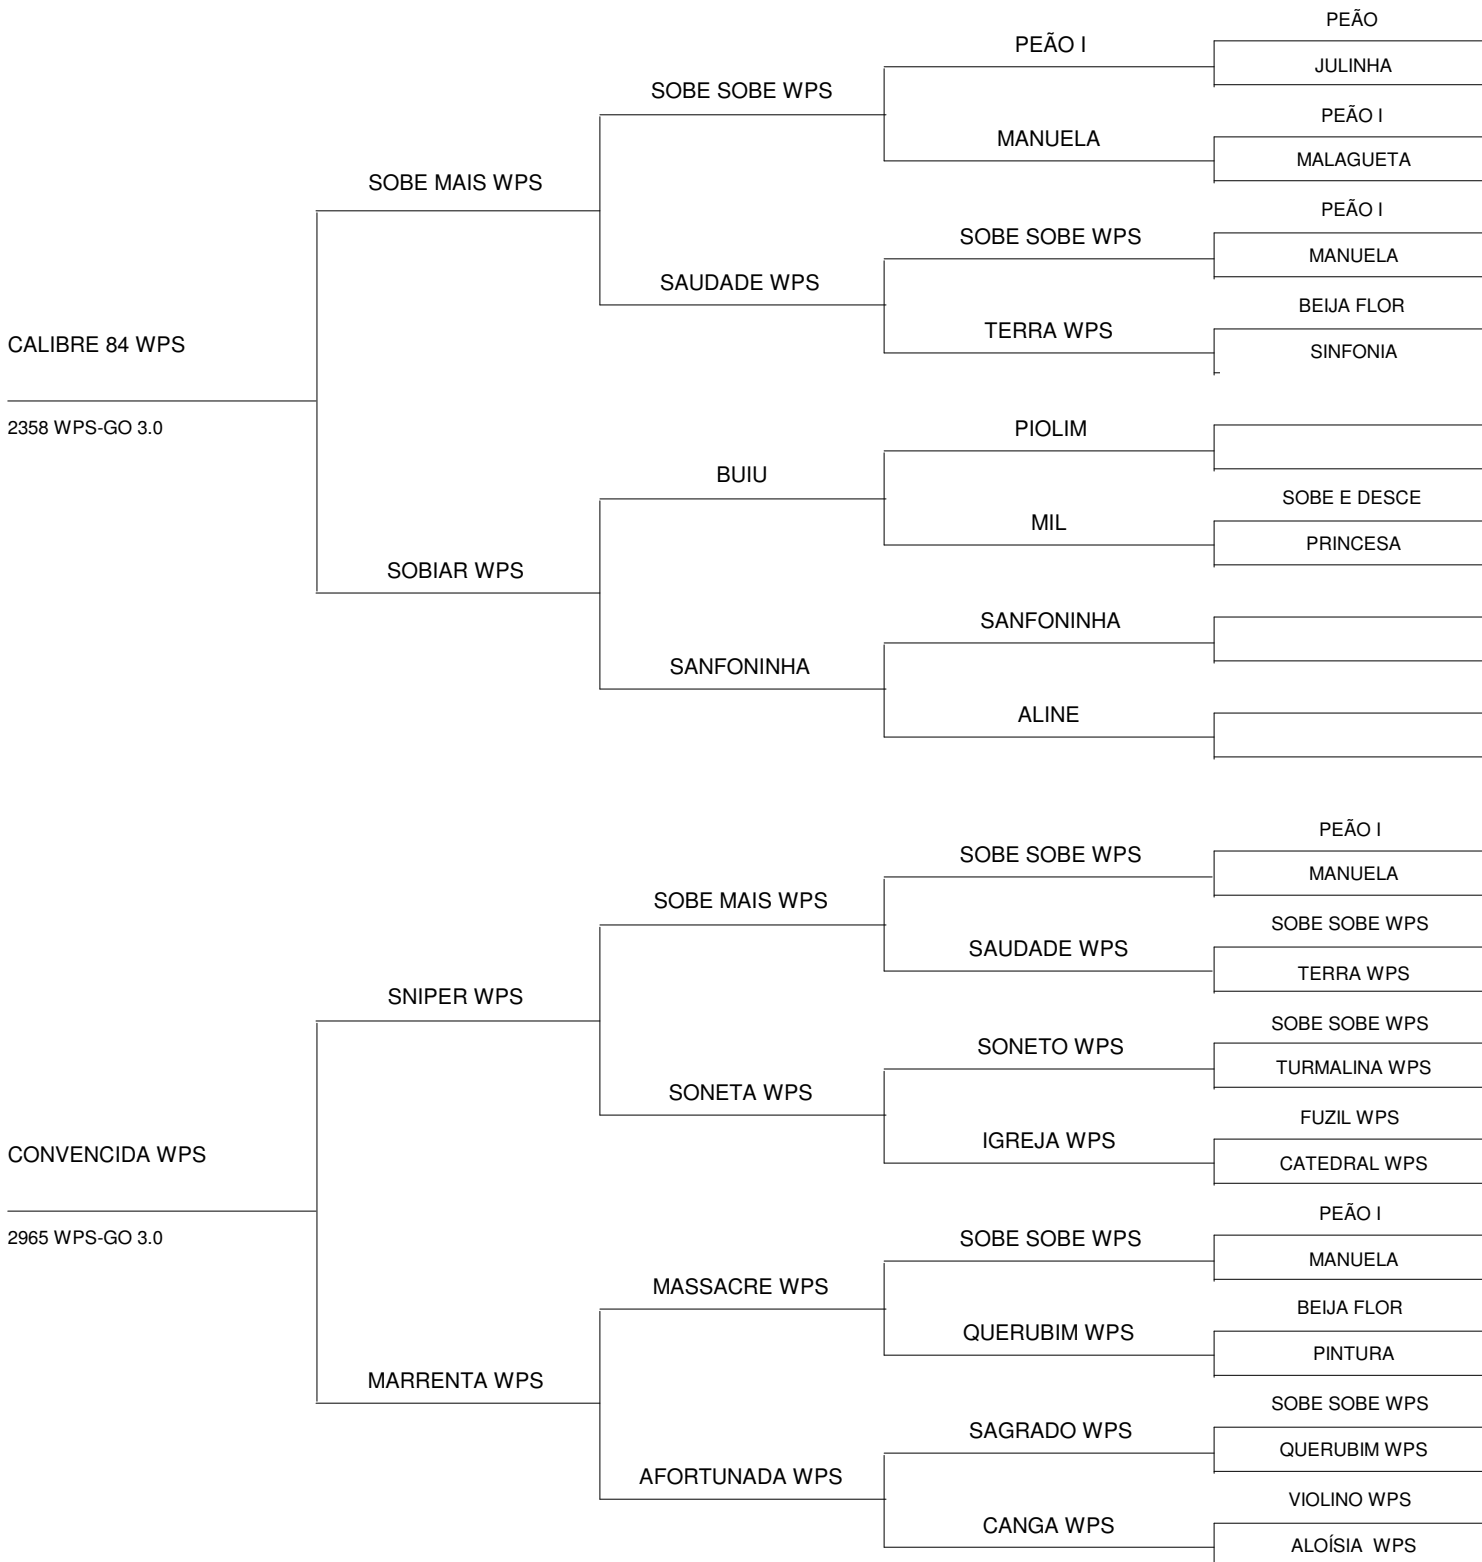 PEÃO
PEÃO I
JULINHA
SOBE SOBE WPS
PEÃO I
MANUELA
MALAGUETA
SOBE MAIS WPS
PEÃO I
SOBE SOBE WPS
MANUELA
SAUDADE WPS
BEIJA FLOR
TERRA WPS
CALIBRE 84 WPS
SINFONIA
2358 WPS-GO 3.0
PIOLIM
BUIU
SOBE E DESCE
MIL
PRINCESA
SOBIAR WPS
SANFONINHA
SANFONINHA
ALINE
PEÃO I
SOBE SOBE WPS
MANUELA
SOBE MAIS WPS
SOBE SOBE WPS
SAUDADE WPS
TERRA WPS
SNIPER WPS
SOBE SOBE WPS
SONETO WPS
TURMALINA WPS
SONETA WPS
FUZIL WPS
IGREJA WPS
CONVENCIDA WPS
CATEDRAL WPS
PEÃO I
2965 WPS-GO 3.0
SOBE SOBE WPS
MANUELA
MASSACRE WPS
BEIJA FLOR
QUERUBIM WPS
PINTURA
MARRENTA WPS
SOBE SOBE WPS
SAGRADO WPS
QUERUBIM WPS
AFORTUNADA WPS
VIOLINO WPS
CANGA WPS
ALOÍSIA WPS